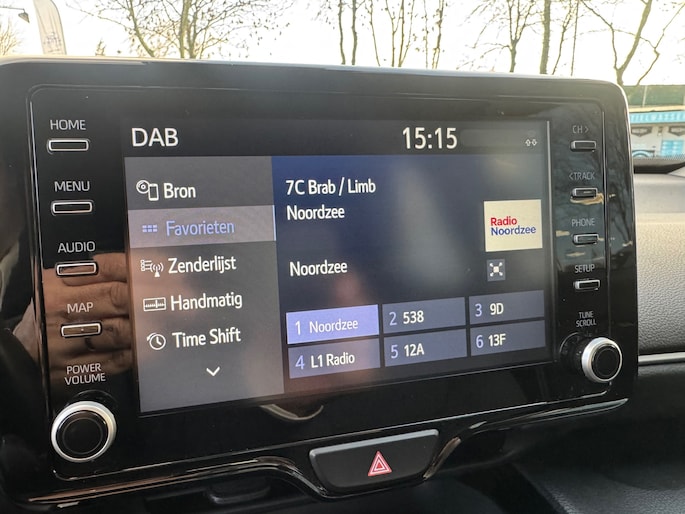 HOME
MENU
AUDIO
MAP
POWER
VOLUME
DAB
15:15
Bron
Favorieten
Zenderlijst
Handmatig
Time Shift
7C Brab / Limb
Noordzee
Radio
Noordzee
Noordzee
1 Noordzee
2 538
3 9D
4 L1 Radio
5 12A
6 13F
CH >
< TRACK
PHONE
SETUP
TUNE
SCROLL